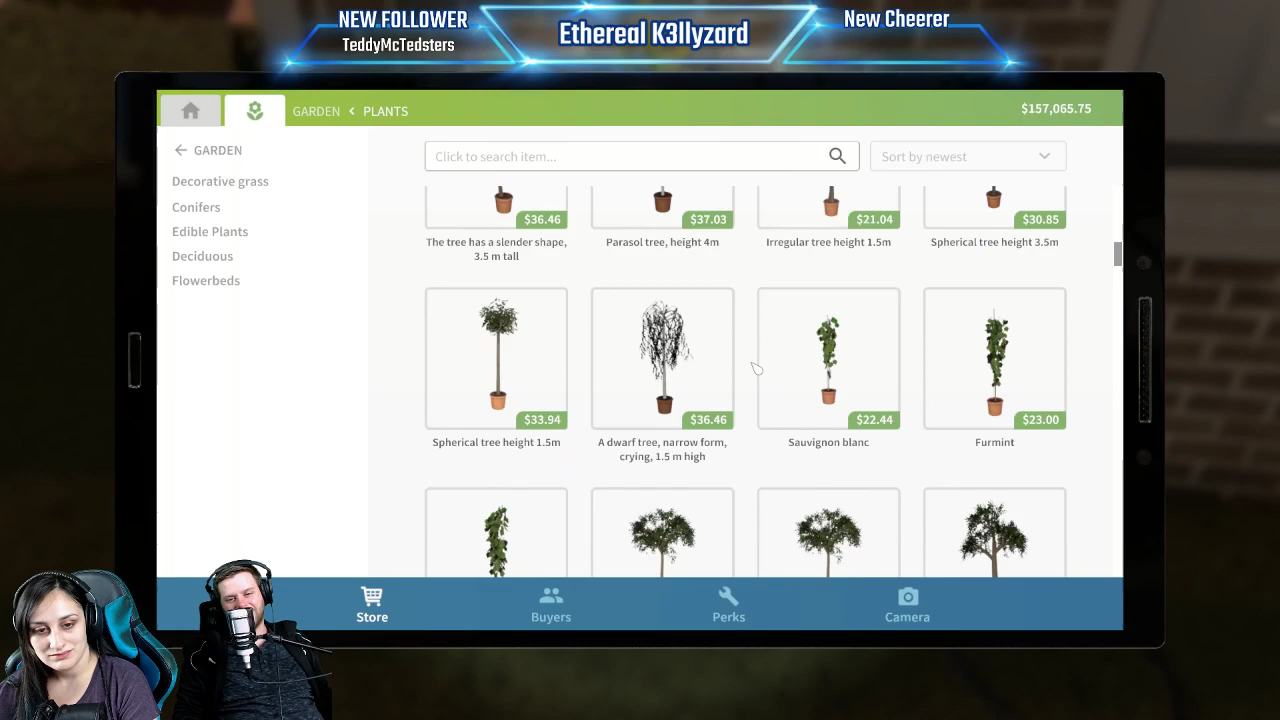 NEW FOLLOWER
TeddyMcTedsters
Ethereal K3llyzard
New Cheerer
GARDEN < PLANTS
$157,065.75
GARDEN
Decorative grass
Conifers
Edible Plants
Deciduous
Flowerbeds
Click to search item...
Sort by newest
$36.46
$37.03
$21.04
$30.85
The tree has a slender shape,
3.5 m tall
Parasol tree, height 4m
Irregular tree height 1.5m
Spherical tree height 3.5m
$33.94
$36.46
$22.44
$23.00
Spherical tree height 1.5m
A dwarf tree, narrow form,
crying, 1.5 m high
Sauvignon blanc
Furmint
Store
Buyers
Perks
Camera